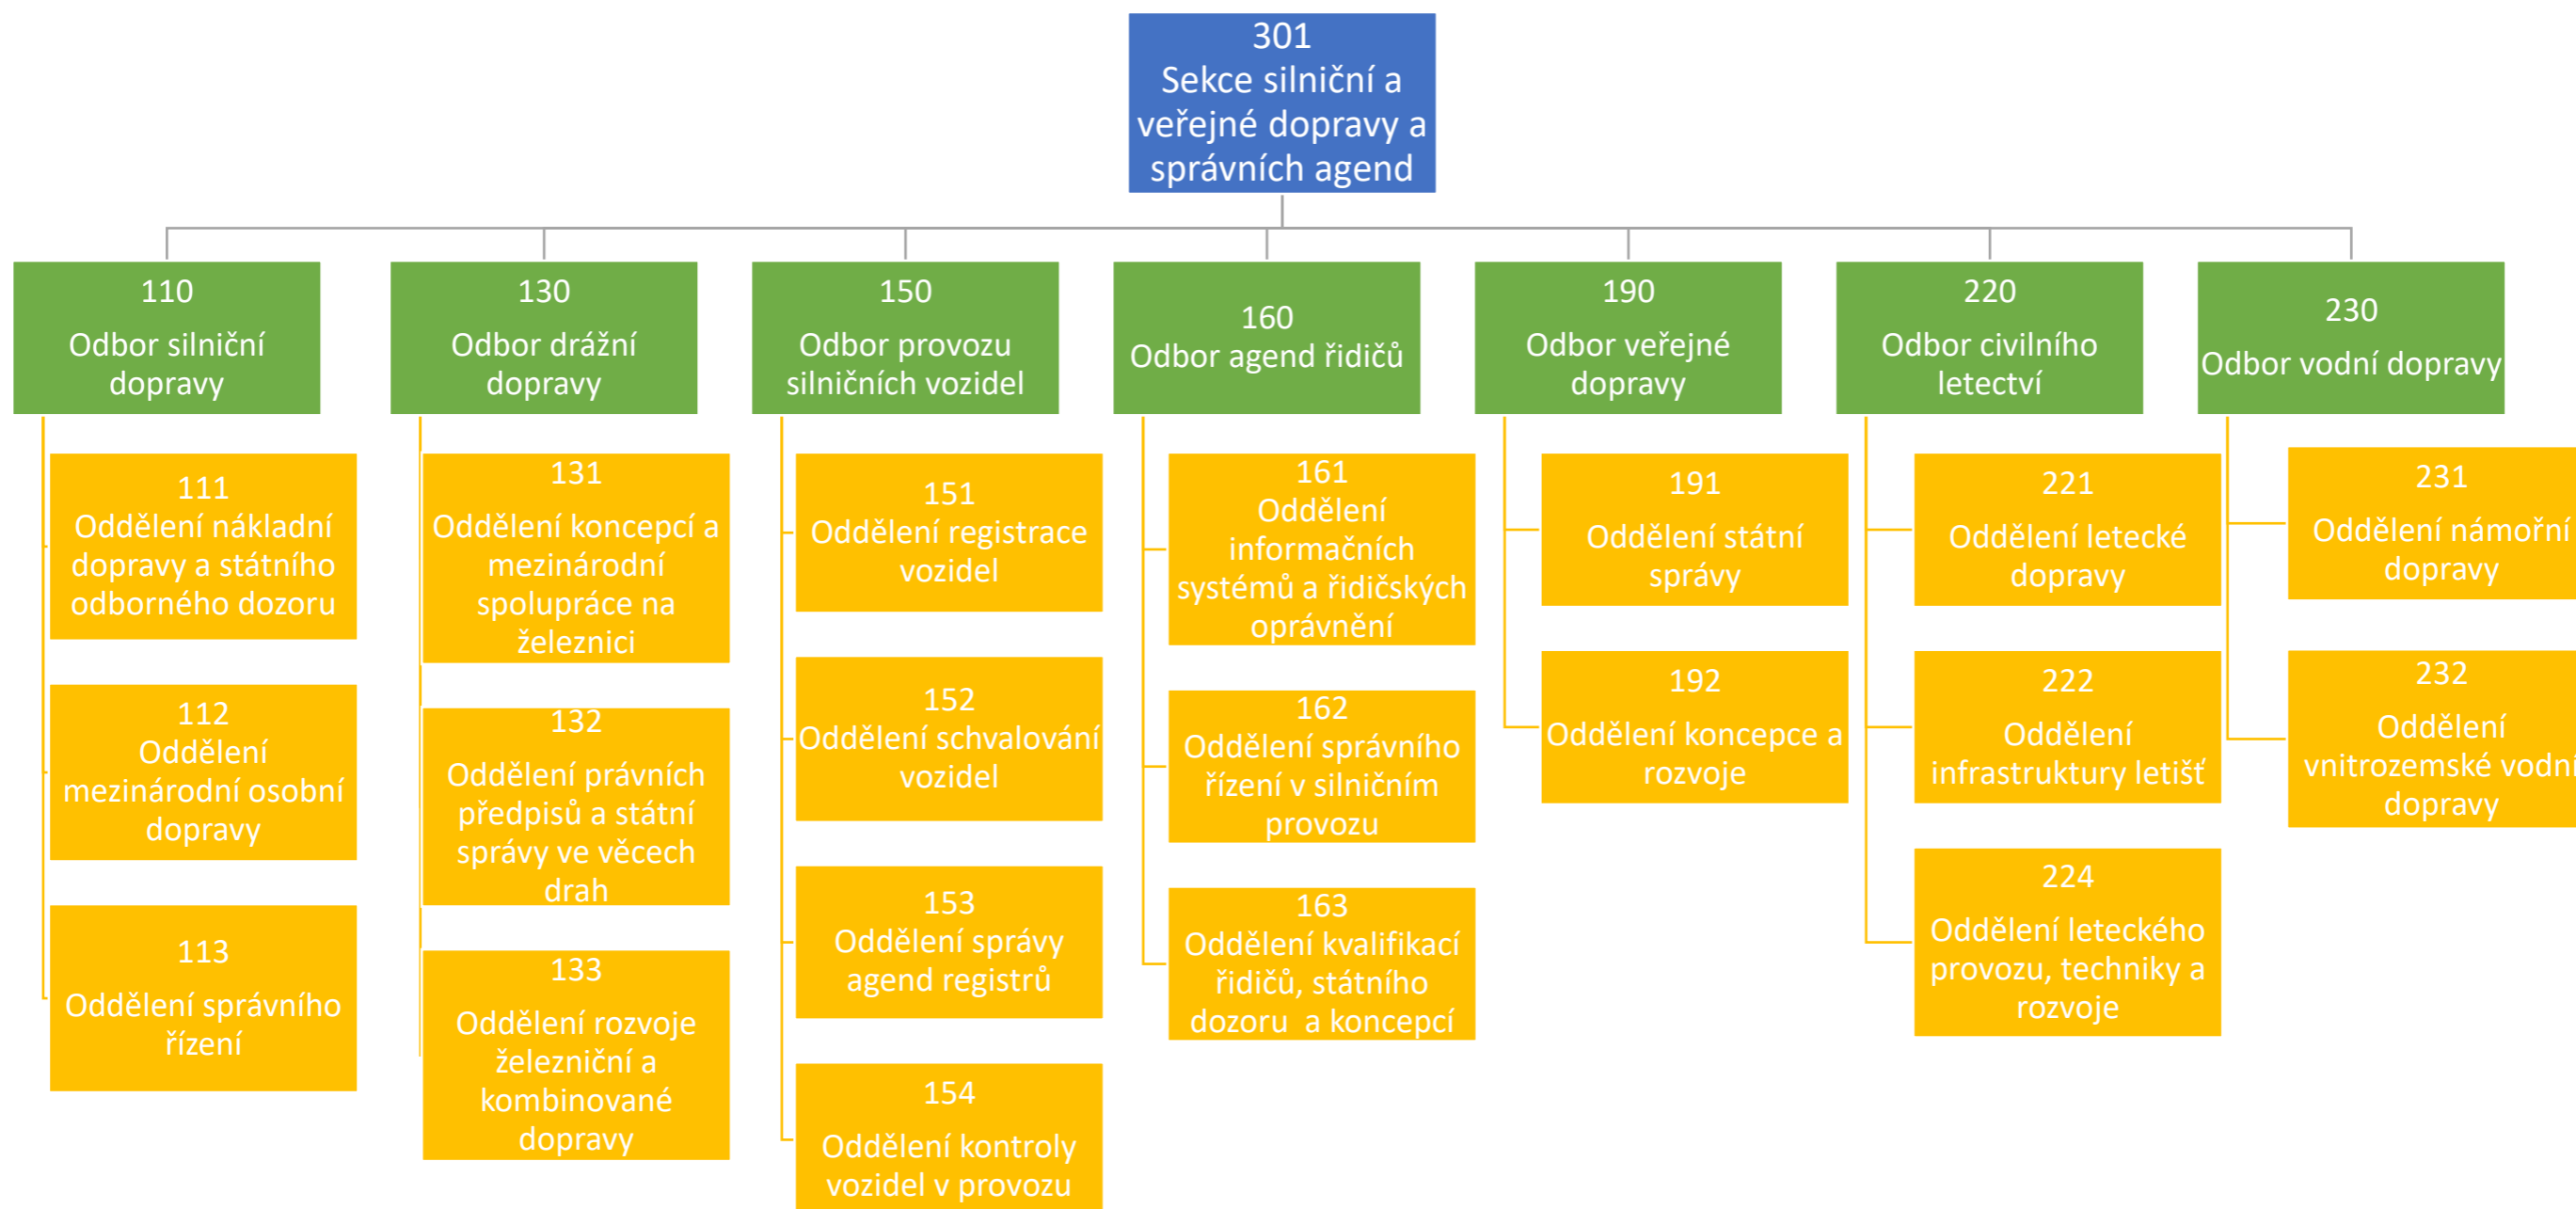 301
Sekce silniční a
veřejné dopravy a
správních agend
110
Odbor silniční
dopravy
130
Odbor drážní
dopravy
150
Odbor provozu
silničních vozidel
160
Odbor agend řidičů
190
Odbor veřejné
dopravy
220
Odbor civilního
letectví
230
Odbor vodní dopravy
111
Oddělení nákladní
dopravy a státního
odborného dozoru
112
Oddělení
mezinárodní osobní
dopravy
113
Oddělení správního
řízení
131
Oddělení koncepcí a
mezinárodní
spolupráce na
železnici
132
Oddělení právních
předpisů a státní
správy ve věcech
drah
133
Oddělení rozvoje
železniční a
kombinované
dopravy
151
Oddělení registrace
vozidel
152
Oddělení schvalování
vozidel
153
Oddělení správy
agend registrů
154
Oddělení kontroly
vozidel v provozu
161
Oddělení
informačních
systémů a řidičských
oprávnění
162
Oddělení správního
řízení v silničním
provozu
163
Oddělení kvalifikací
řidičů, státního
dozoru  a koncepcí
191
Oddělení státní
správy
192
Oddělení koncepce a
rozvoje
221
Oddělení letecké
dopravy
222
Oddělení
infrastruktury letišť
224
Oddělení leteckého
provozu, techniky a
rozvoje
231
Oddělení námořní
dopravy
232
Oddělení
vnitrozemské vodní
dopravy